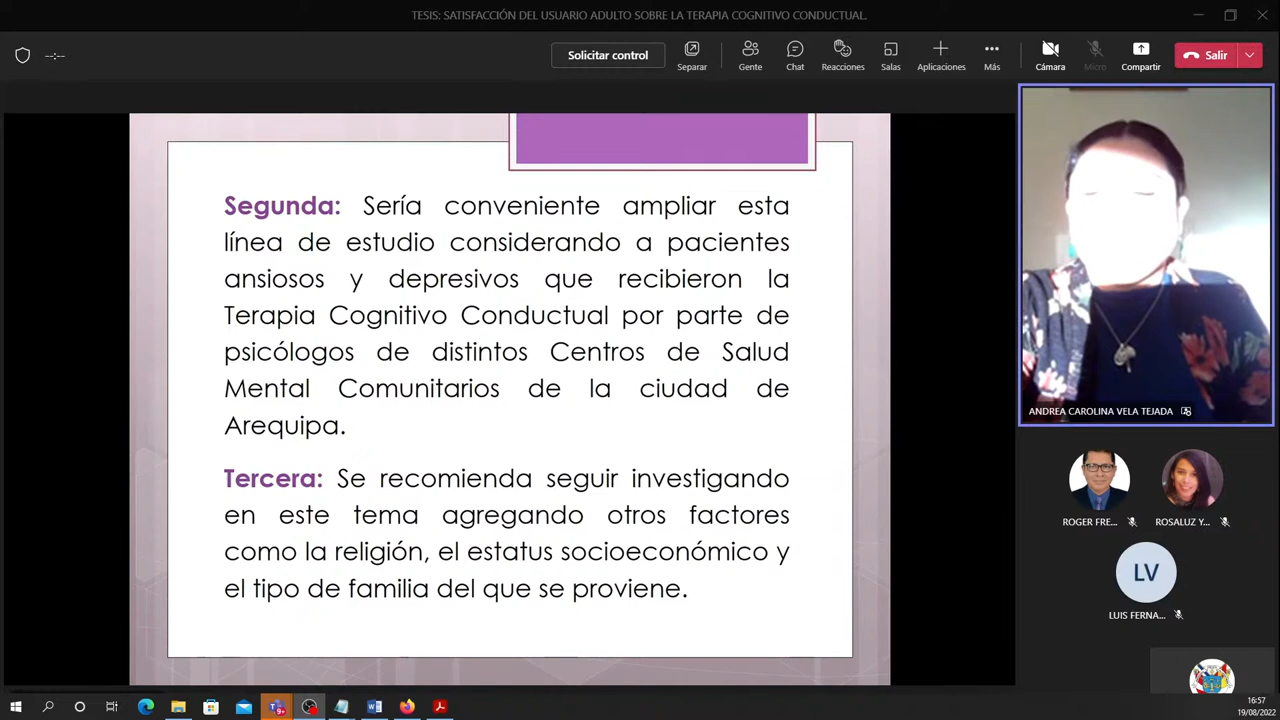 TESIS: SATISFACCIÓN DEL USUARIO ADULTO SOBRE LA TERAPIA COGNITIVO CONDUCTUAL.
--:--
Solicitar control
Separar
Gente
Chat
Reacciones
Salas
Aplicaciones
Más
Cámara
Micro
Compartir
Salir
Segunda: Sería conveniente ampliar esta
línea de estudio considerando a pacientes
ansiosos y depresivos que recibieron la
Terapia Cognitivo Conductual por parte de
psicólogos de distintos Centros de Salud
Mental Comunitarios de la ciudad de
Arequipa.
Tercera: Se recomienda seguir investigando
en este tema agregando otros factores
como la religión, el estatus socioeconómico y
el tipo de familia del que se proviene.
ANDREA CAROLINA VELA TEJADA
ROGER FRE...
ROSALUZ Y...
LV
LUIS FERNA...
16:57
19/08/2022